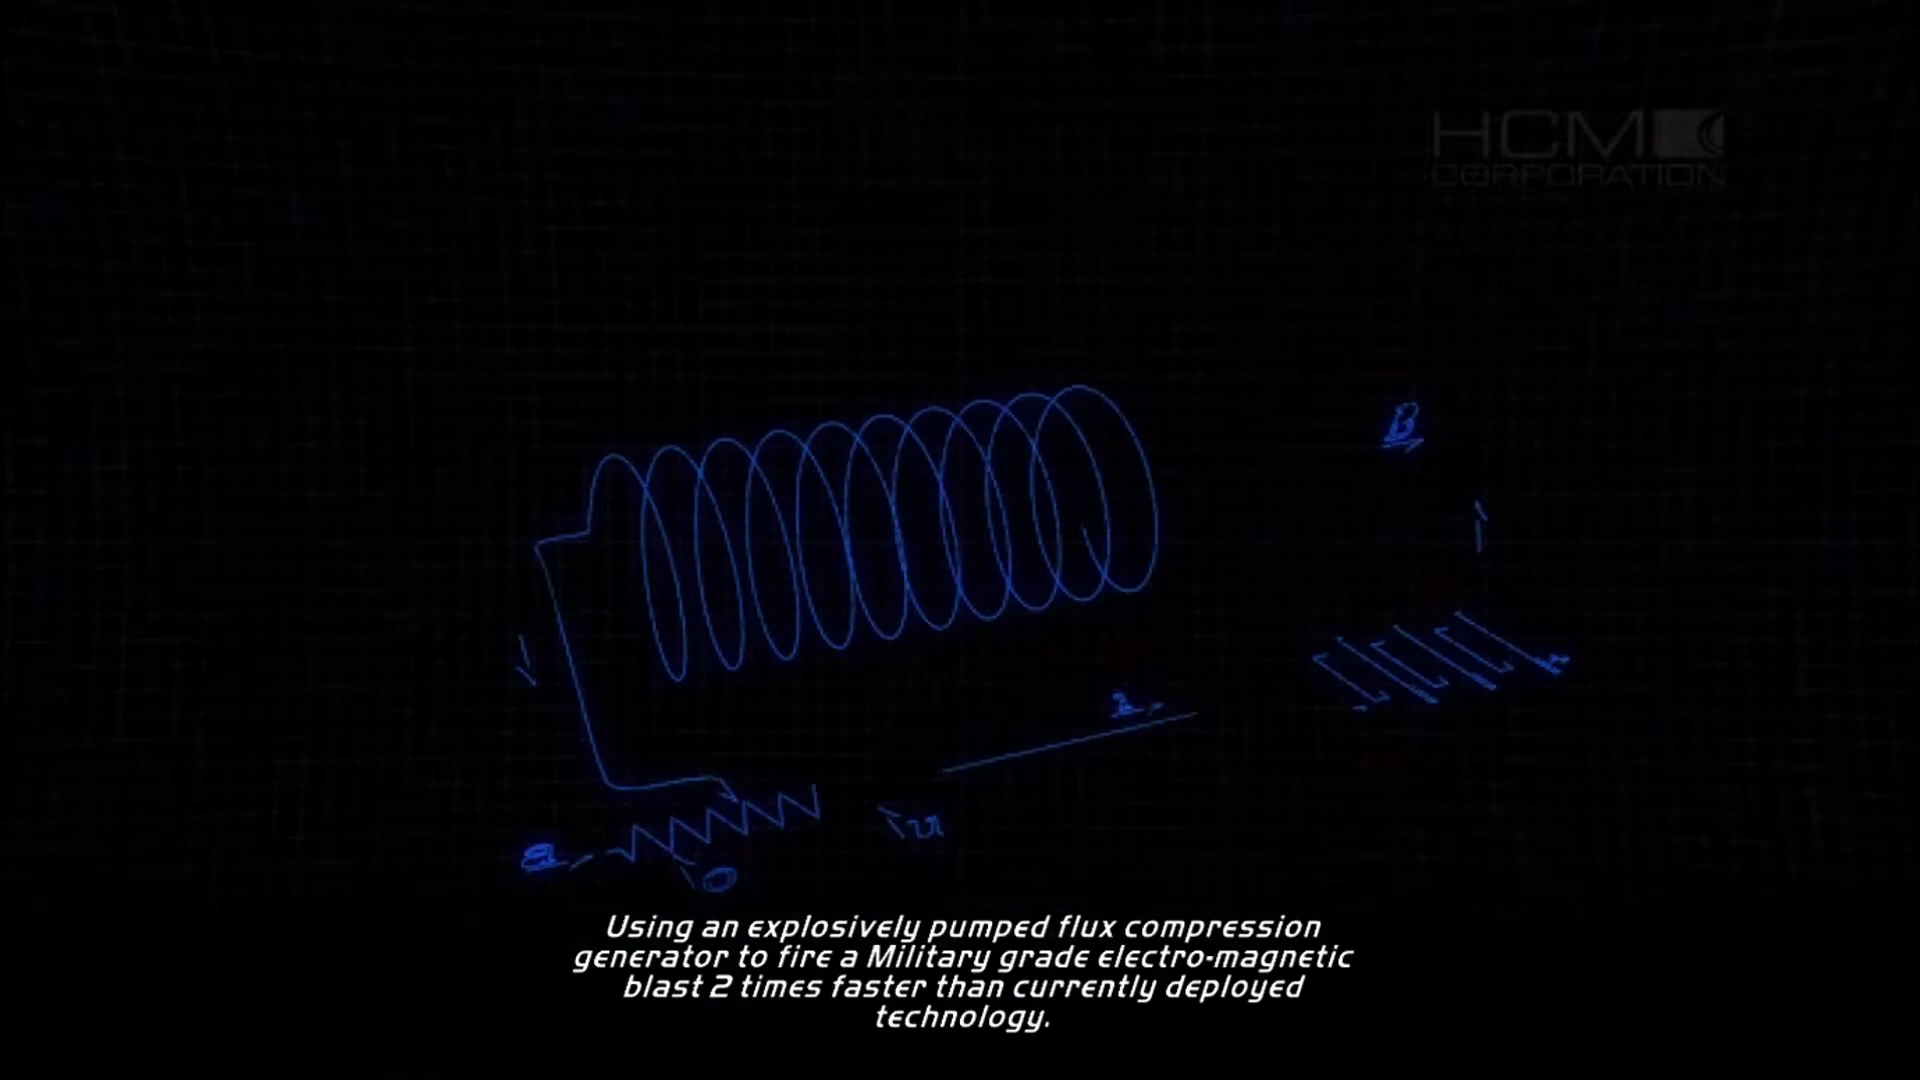 HCM
CORPORATION
B
Using an explosively pumped flux compression
generator to fire a Military grade electro-magnetic
blast 2 times faster than currently deployed
technology.